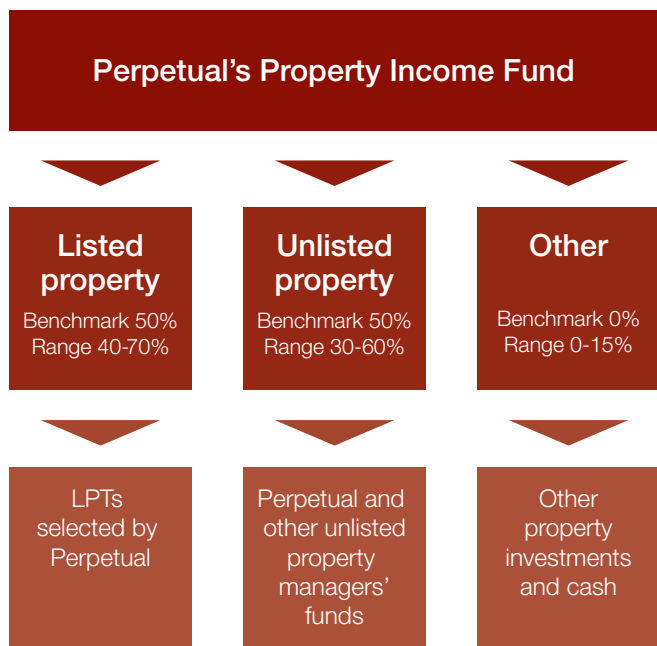 Perpetual’s Property Income Fund
Listed
property
Benchmark 50%
Range 40-70%
Unlisted
property
Benchmark 50%
Range 30-60%
Other
Benchmark 0%
Range 0-15%
LPTs
selected by
Perpetual
Perpetual and
other unlisted
property
managers’
funds
Other
property
investments
and cash